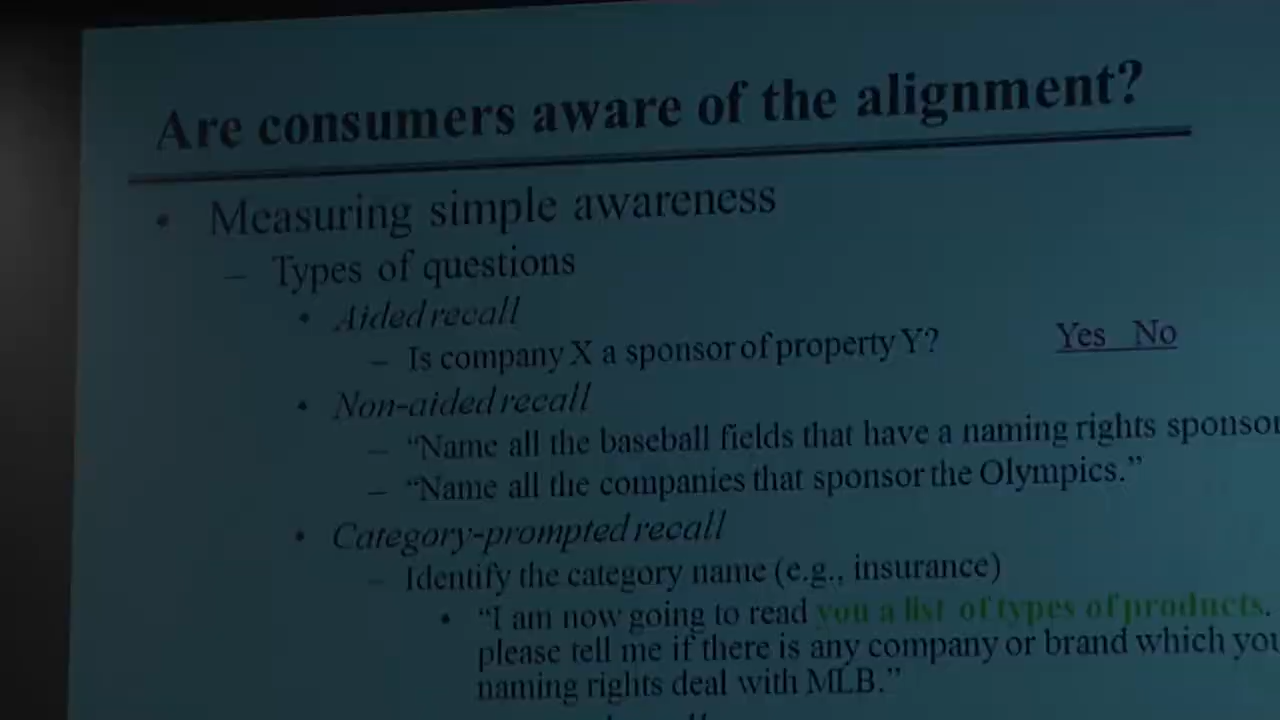 Are consumers aware of the alignment?
• Measuring simple awareness
– Types of questions
• Aided recall
– Is company X a sponsor of property Y? Yes No
• Non-aided recall
– “Name all the baseball fields that have a naming rights
– “Name all the companies that sponsor the Olympics.”
• Category-prompted recall
– Identify the category name (e.g., insurance)
• “I am now going to read you a list of types of products.
please tell me if there is any company or brand which
naming rights deal with MLB.”